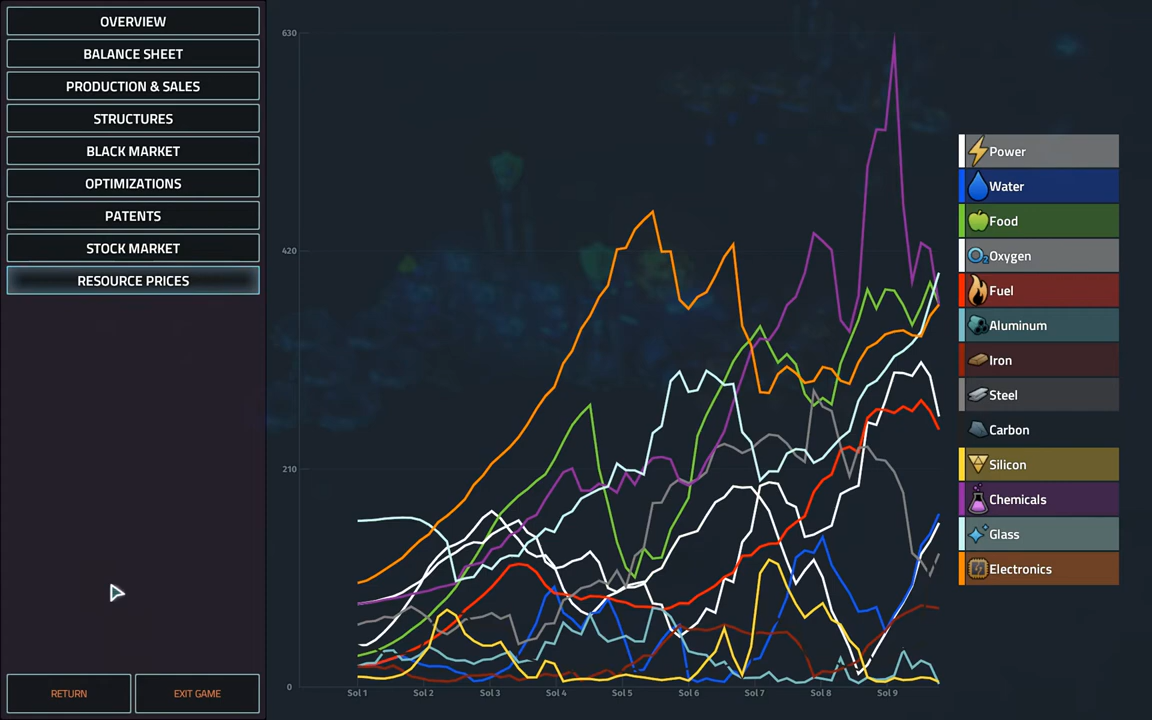 OVERVIEW
BALANCE SHEET
PRODUCTION & SALES
STRUCTURES
BLACK MARKET
OPTIMIZATIONS
PATENTS
STOCK MARKET
RESOURCE PRICES
RETURN
EXIT GAME
630
420
210
0
Sol 1
Sol 2
Sol 3
Sol 4
Sol 5
Sol 6
Sol 7
Sol 8
Sol 9
Power
Water
Food
O₂ Oxygen
Fuel
Aluminum
Iron
Steel
Carbon
Silicon
Chemicals
Glass
Electronics